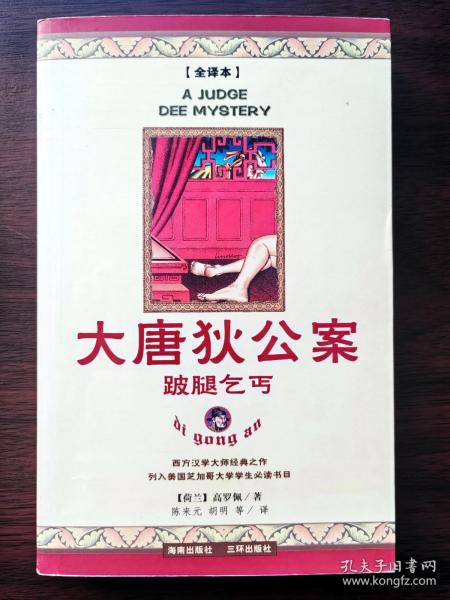 【全译本】
A JUDGE
DEE MYSTERY
大唐狄公案
跛腿乞丐
di gong an
西方汉学大师经典之作
列入美国芝加哥大学学生必读书目
【荷兰】高罗佩/著
陈来元 胡明 等/译
海南出版社 三环出版社
孔夫子旧书网
www.kongfz.com